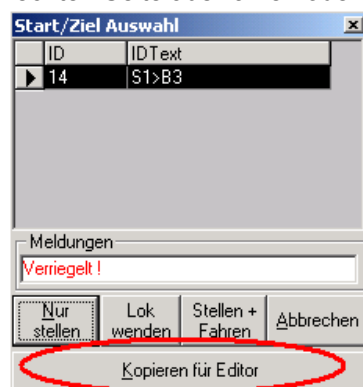 Start/Ziel Auswahl
ID IDText
14 S1>B3
Meldungen
Verriegelt !
Nur stellen
Lok wenden
Stellen + Fahren
Abbrechen
Kopieren für Editor